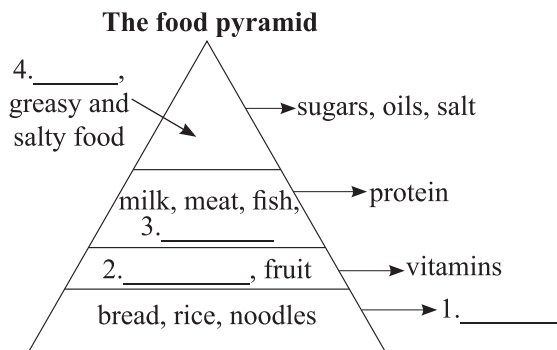 The food pyramid
4.______,
greasy and
salty food
sugars, oils, salt
milk, meat, fish,
3.________
protein
2.________, fruit
vitamins
bread, rice, noodles
1.________